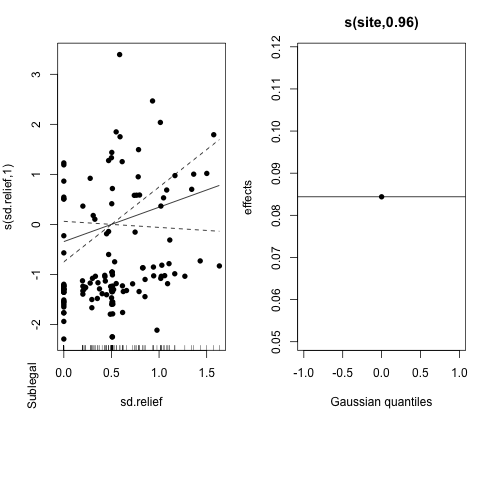 s(site,0.96)
s(sd.relief,1)
3
2
1
0
-1
-2
0.0 0.5 1.0 1.5
sd.relief
Sublegal
effects
0.12
0.11
0.10
0.09
0.08
0.07
0.06
0.05
-1.0 -0.5 0.0 0.5 1.0
Gaussian quantiles